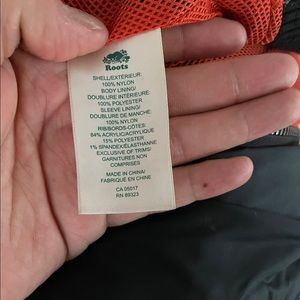 Roots
SHELL/EXTÉRIEUR:
100% NYLON
BODY LINING/
DOUBLURE INTÉRIEURE:
100% POLYESTER
SLEEVE LINING/
DOUBLURE DE MANCHE:
100% NYLON
RIB/BORDS-CÔTES:
84% ACRYLIC/ACRYLIQUE
15% POLYESTER
1% SPANDEX/ÉLASTHANNE
EXCLUSIVE OF TRIMS/
GARNITURES NON
COMPRISES
MADE IN CHINA/
FABRIQUÉ EN CHINE
CA 05017
RN 89323